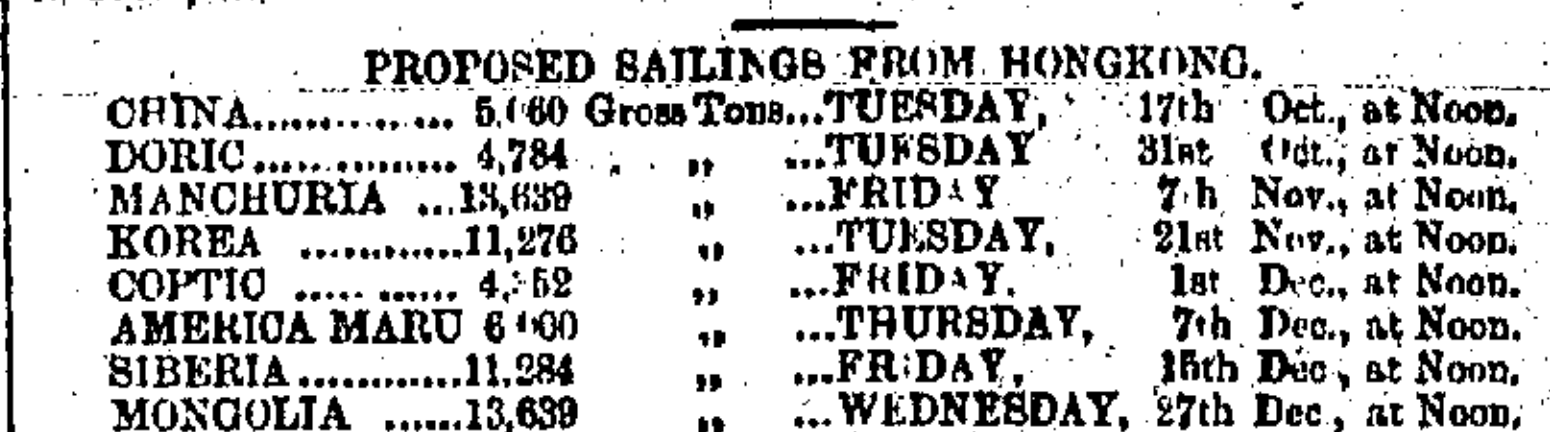 PROPOSED SAILINGS FROM HONGKONG.
CHINA.............. 5,060 Gross Tons...TUESDAY, 17th Oct., at Noon.
DORIC............... 4,784 „ ...TUESDAY 31st Oct., at Noon.
MANCHURIA ...13,639 „ ...FRIDAY Nov., at Noon.
KOREA ............11,276 „ ...TUESDAY, 21st Nov., at Noon.
COPTIC ........... „ ...FRIDAY. 1st Dec., at Noon.
AMERICA MARU „ ...THURSDAY, 7th Dec., at Noon.
SIBERIA............11,284 „ ...FRIDAY, 15th Dec., at Noon.
MONGOLIA ......13,639 „ ...WEDNESDAY, 27th Dec., at Noon.